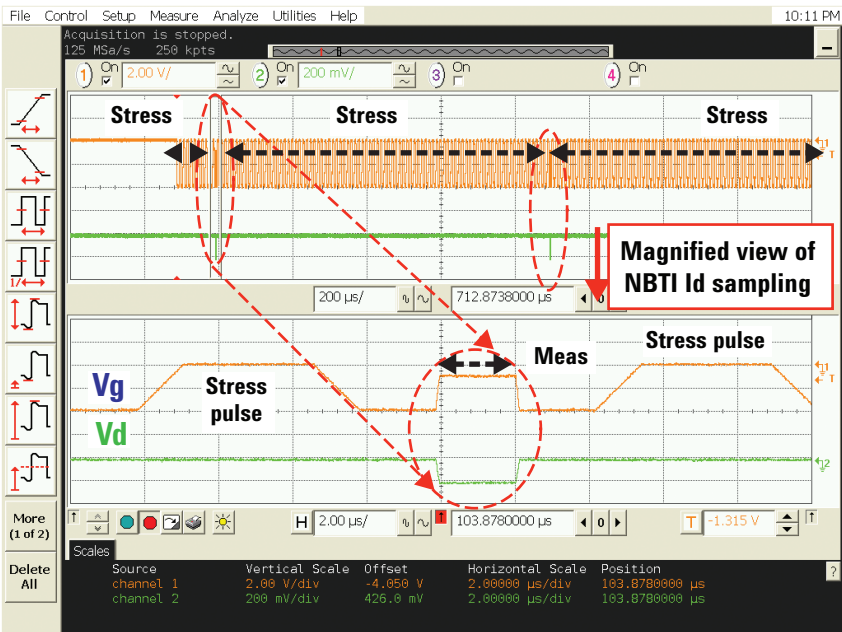 File Control Setup Measure Analyze Utilities Help 10:11 PM
Acquisition is stopped.
125 MSa/s 250 kpts
1 On 2.00 V/ 2 On 200 mV/ 3 On 4 On
Stress Stress Stress
1
T
Magnified view of
NBTI Id sampling
1/
200 µs/ 712.8738000 µs 0
Meas Stress pulse
1
T
Vg Stress
pulse
Vd
2
More
(1 of 2)
H 2.00 µs/ 103.8780000 µs 0 T -1.315 V
Scales
Delete
All
Source Vertical Scale Offset Horizontal Scale Position
channel 1 2.00 V/div -4.050 V 2.00000 µs/div 103.8780000 µs
channel 2 200 mV/div 426.0 mV 2.00000 µs/div 103.8780000 µs
?